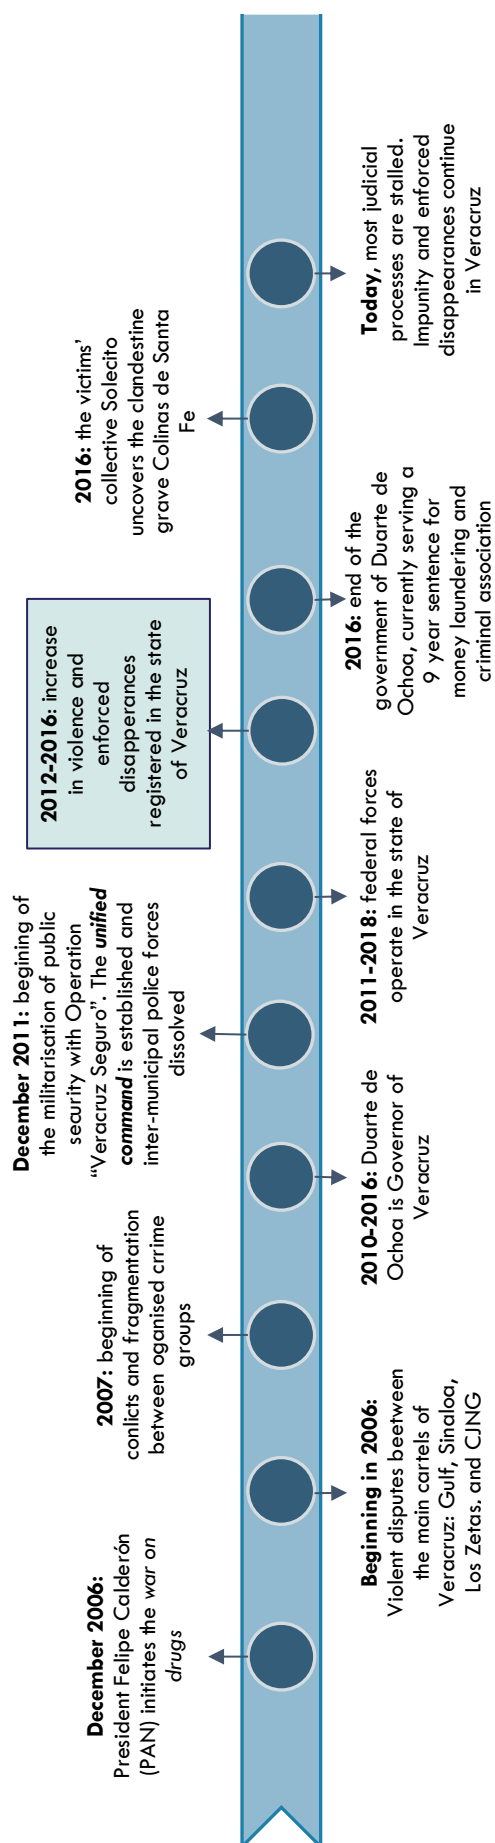 December 2006:
President Felipe Calderón
(PAN) initiates the war on
drugs
Beginning in 2006:
Violent disputes beetween
the main cartels of
Veracruz: Gulf, Sinaloa,
Los Zetas. and CJNG
2007: beginning of
conlicts and fragmentation
between oganised crrime
groups
2010-2016: Duarte de
Ochoa is Governor of
Veracruz
December 2011: begining of
the militarisation of public
security with Operation
“Veracruz Seguro”. The unified
command is established and
inter-municipal police forces
dissolved
2011-2018: federal forces
operate in the state of
Veracruz
2012-2016: increase
in violence and
enforced
disapperances
registered in the state
of Veracruz
2016: end of the
government of Duarte de
Ochoa, currently serving a
9 year sentence for
money laundering and
criminal association
2016: the victims’
collective Solecito
uncovers the clandestine
grave Colinas de Santa
Fe
Today, most judicial
processes are stalled.
Impunity and enforced
disappearances continue
in Veracruz